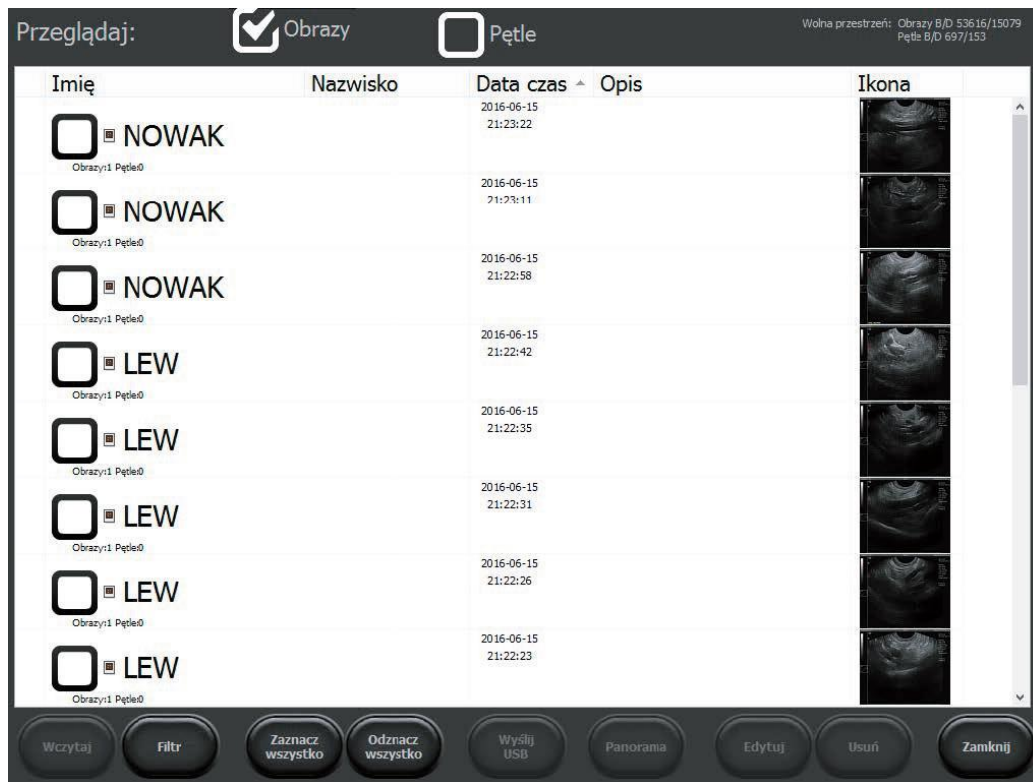 Przeglądaj:
Obrazy
Pętle
Wolna przestrzeń: Obrazy B/D 53616/15079
Pętle B/D 697/153
Imię Nazwisko Data czas Opis Ikona
NOWAK
2016-06-15
21:23:22
Obrazy:1 Pętle:0
NOWAK
2016-06-15
21:23:11
Obrazy:1 Pętle:0
NOWAK
2016-06-15
21:22:58
Obrazy:1 Pętle:0
LEW
2016-06-15
21:22:42
Obrazy:1 Pętle:0
LEW
2016-06-15
21:22:35
Obrazy:1 Pętle:0
LEW
2016-06-15
21:22:31
Obrazy:1 Pętle:0
LEW
2016-06-15
21:22:26
Obrazy:1 Pętle:0
LEW
2016-06-15
21:22:23
Obrazy:1 Pętle:0
Wczytaj
Filtr
Zaznacz
wszystko
Odznacz
wszystko
Wyślij
USB
Panorama
Edytuj
Usuń
Zamknij